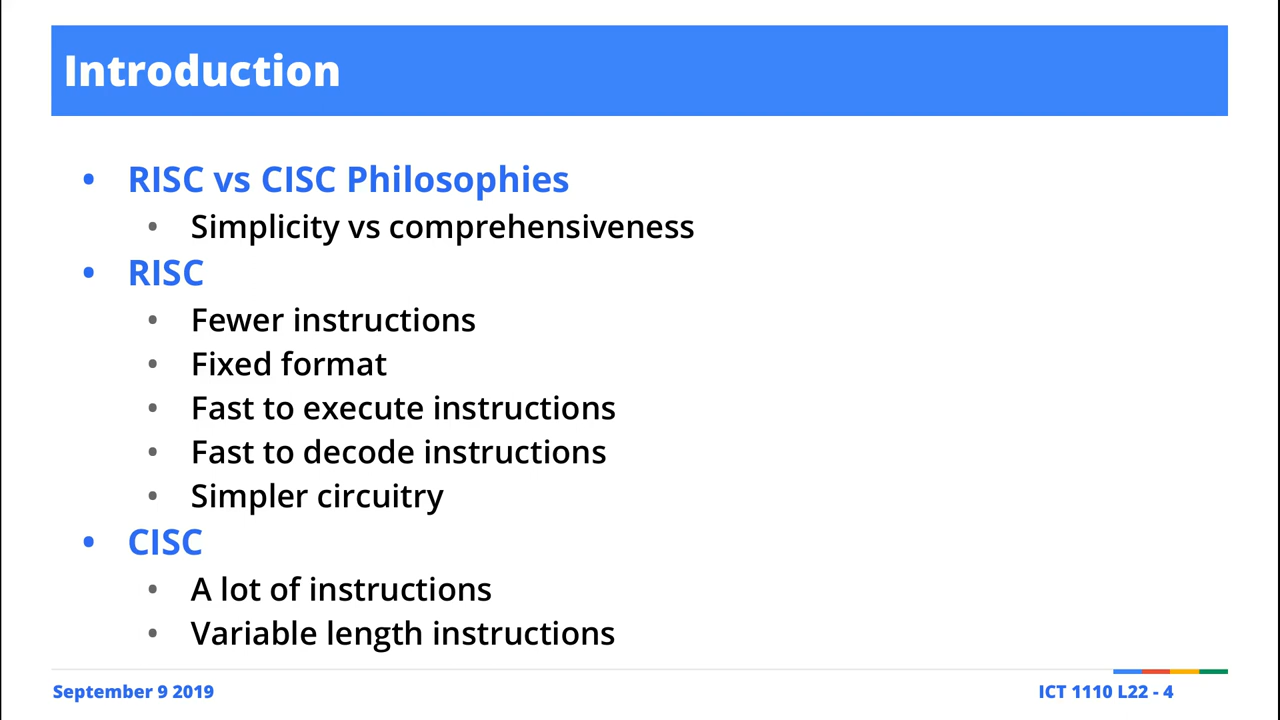 Introduction
• RISC vs CISC Philosophies
• Simplicity vs comprehensiveness
• RISC
• Fewer instructions
• Fixed format
• Fast to execute instructions
• Fast to decode instructions
• Simpler circuitry
• CISC
• A lot of instructions
• Variable length instructions
September 9 2019
ICT 1110 L22 - 4